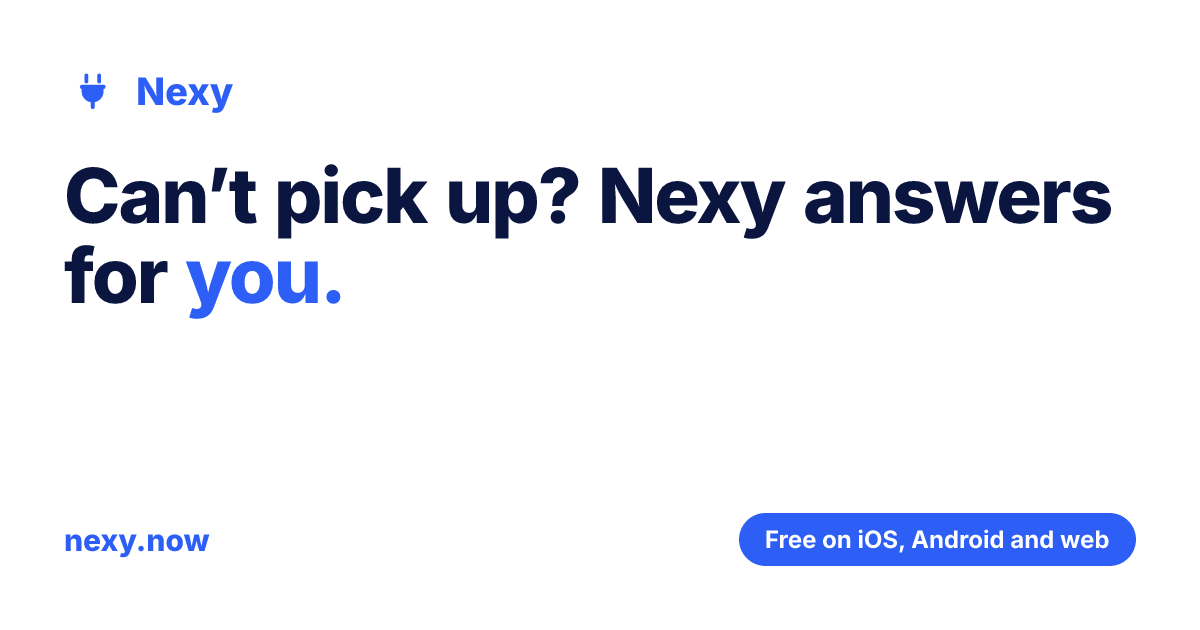 Nexy
Can’t pick up? Nexy answers
for you.
nexy.now
Free on iOS, Android and web